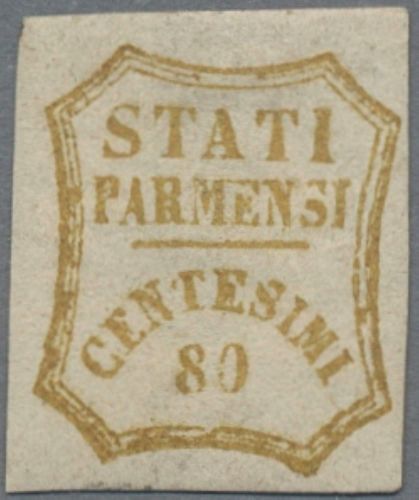 STATI
PARMENSI
CENTESIMI
80